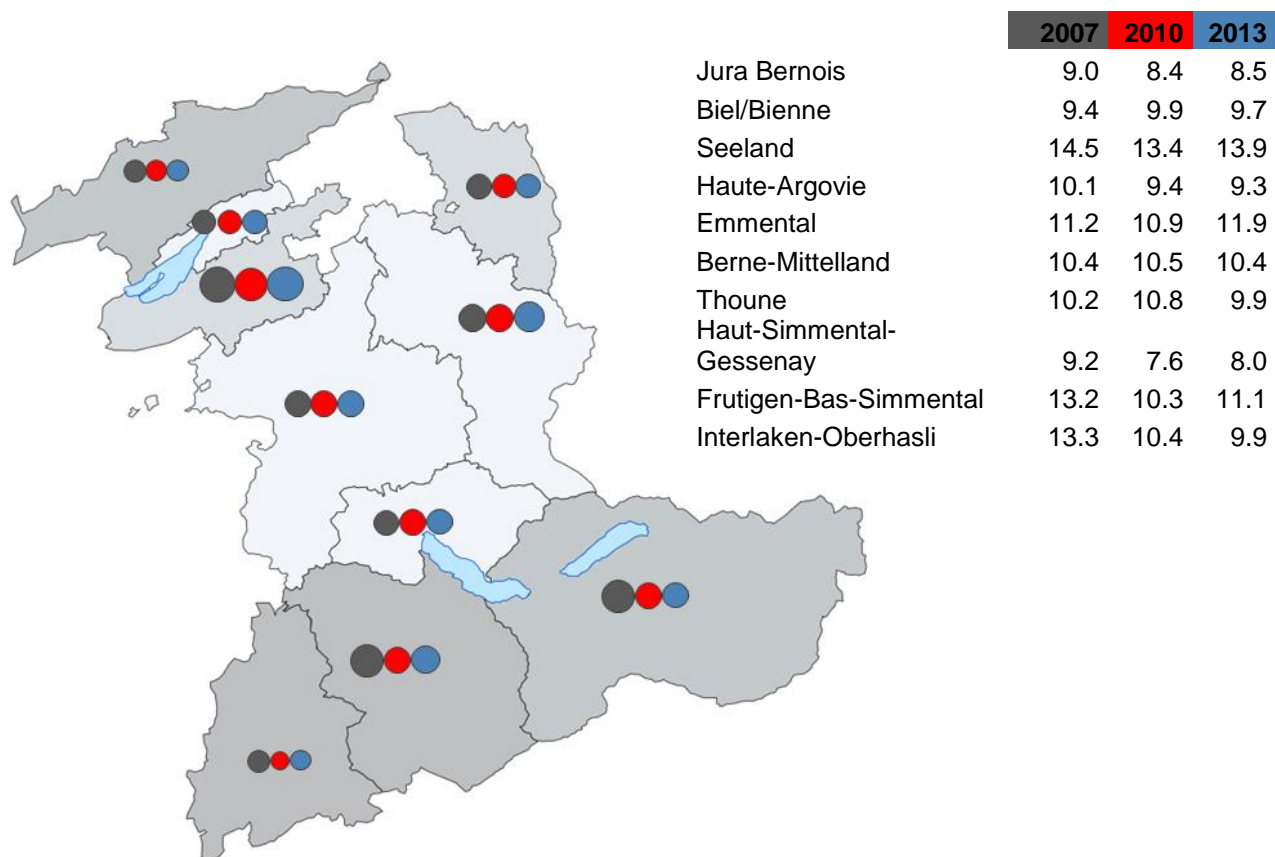 2007 2010 2013
Jura Bernois 9.0 8.4 8.5
Biel/Bienne 9.4 9.9 9.7
Seeland 14.5 13.4 13.9
Haute-Argovie 10.1 9.4 9.3
Emmental 11.2 10.9 11.9
Berne-Mittelland 10.4 10.5 10.4
Thoune 10.2 10.8 9.9
Haut-Simmental-
Gessenay 9.2 7.6 8.0
Frutigen-Bas-Simmental 13.2 10.3 11.1
Interlaken-Oberhasli 13.3 10.4 9.9